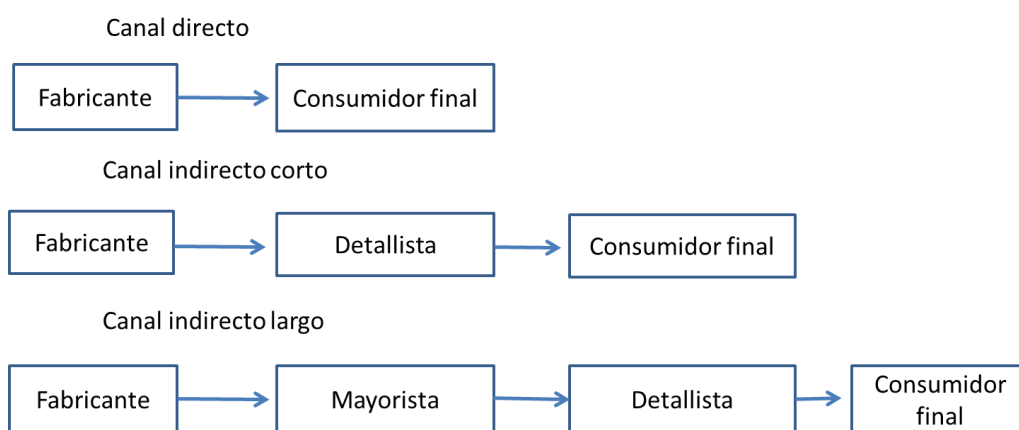 Canal directo
Fabricante
Consumidor final
Canal indirecto corto
Fabricante
Detallista
Consumidor final
Canal indirecto largo
Fabricante
Mayorista
Detallista
Consumidor
final